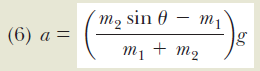 (6) a = ( m₂ sin θ − m₁ / m₁ + m₂ ) g